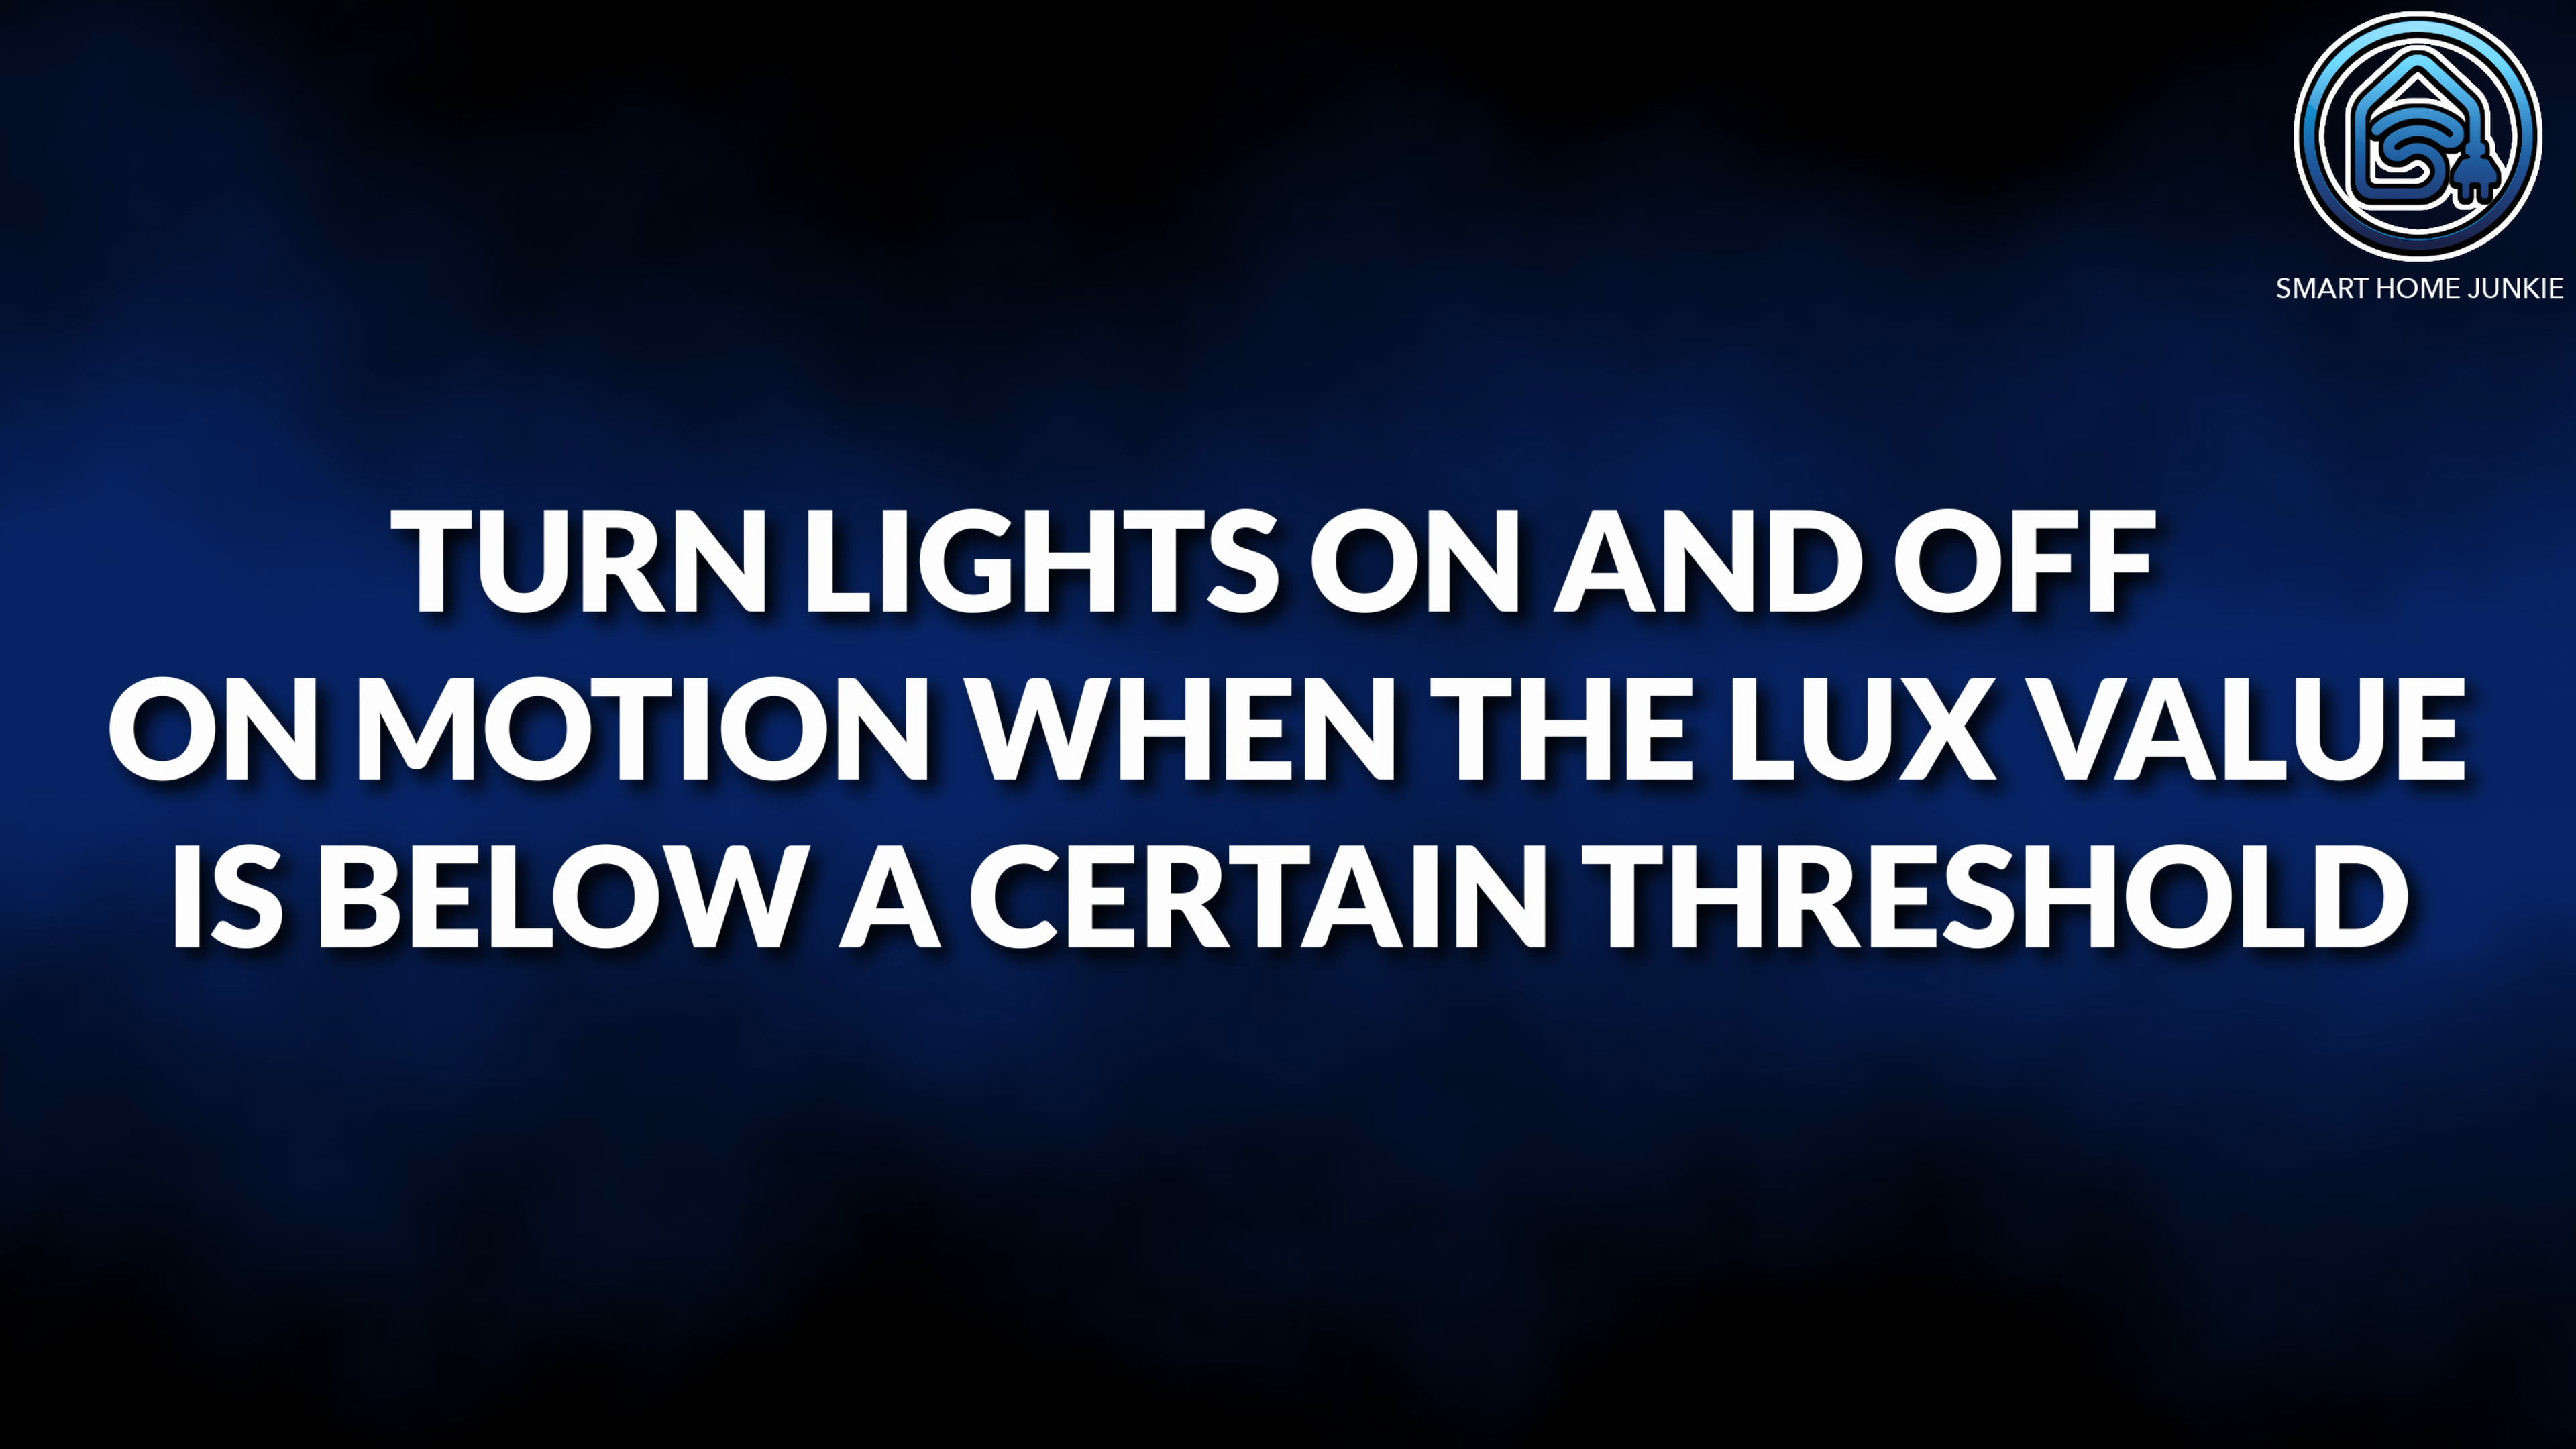 SMART HOME JUNKIE
TURN LIGHTS ON AND OFF
ON MOTION WHEN THE LUX VALUE
IS BELOW A CERTAIN THRESHOLD